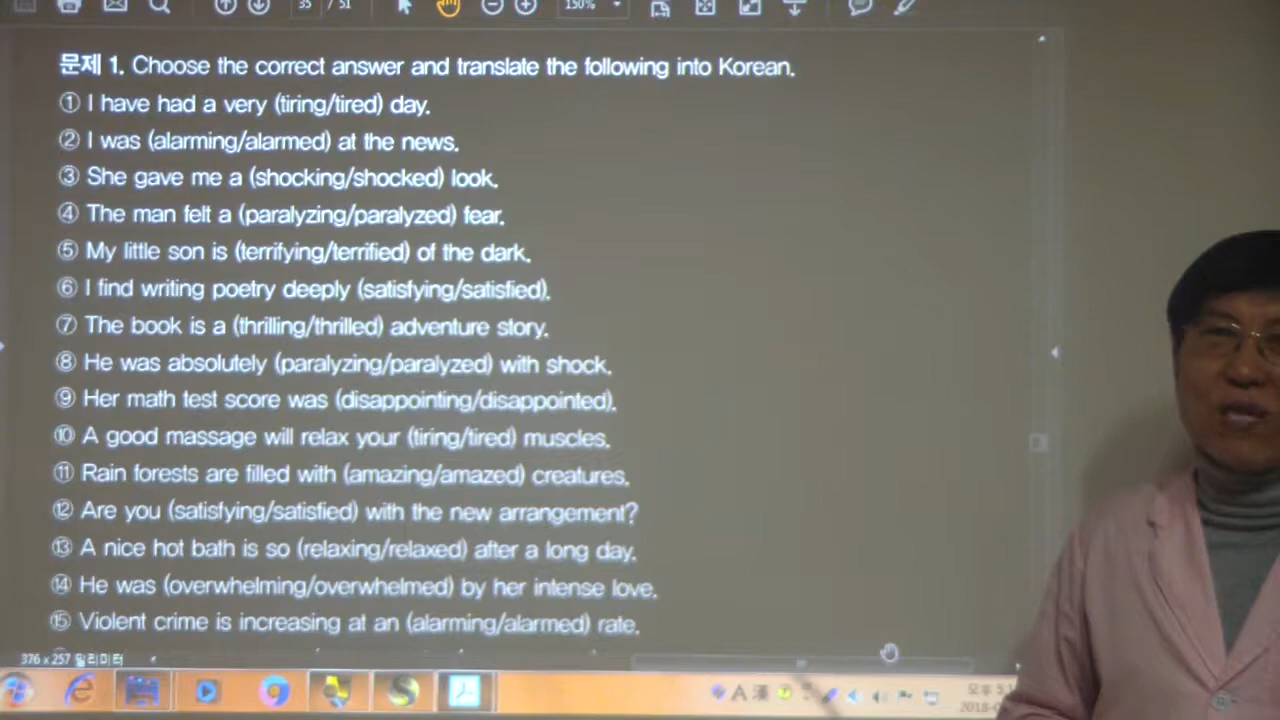 35 / 51
150%
문제 1. Choose the correct answer and translate the following into Korean.
① I have had a very (tiring/tired) day.
② I was (alarming/alarmed) at the news.
③ She gave me a (shocking/shocked) look.
④ The man felt a (paralyzing/paralyzed) fear.
⑤ My little son is (terrifying/terrified) of the dark.
⑥ I find writing poetry deeply (satisfying/satisfied).
⑦ The book is a (thrilling/thrilled) adventure story.
⑧ He was absolutely (paralyzing/paralyzed) with shock.
⑨ Her math test score was (disappointing/disappointed).
⑩ A good massage will relax your (tiring/tired) muscles.
⑪ Rain forests are filled with (amazing/amazed) creatures.
⑫ Are you (satisfying/satisfied) with the new arrangement?
⑬ A nice hot bath is so (relaxing/relaxed) after a long day.
⑭ He was (overwhelming/overwhelmed) by her intense love.
⑮ Violent crime is increasing at an (alarming/alarmed) rate.
376 x 257 밀리미터
A 漢
오후